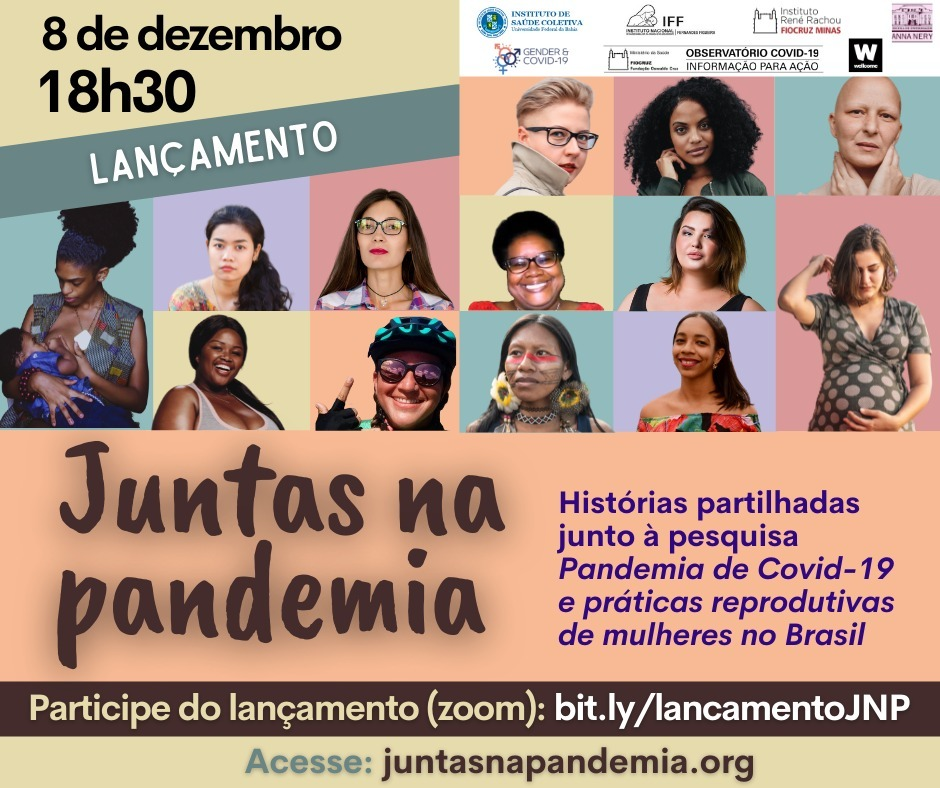 8 de dezembro
18h30
LANÇAMENTO
INSTITUTO DE
SAÚDE COLETIVA
Universidade Federal da Bahia
IFF
INSTITUTO NACIONAL
FERNANDES FIGUEIRA
Instituto
René Rachou
FIOCRUZ MINAS
ANNA NERY
GENDER &
COVID-19
Ministério da Saúde
FIOCRUZ
Fundação Oswaldo Cruz
OBSERVATÓRIO COVID-19
INFORMAÇÃO PARA AÇÃO
W
wellcome
Juntas na
pandemia
Histórias partilhadas
junto à pesquisa
Pandemia de Covid-19
e práticas reprodutivas
de mulheres no Brasil
Participe do lançamento (zoom): bit.ly/lancamentoJNP
Acesse: juntasnapandemia.org